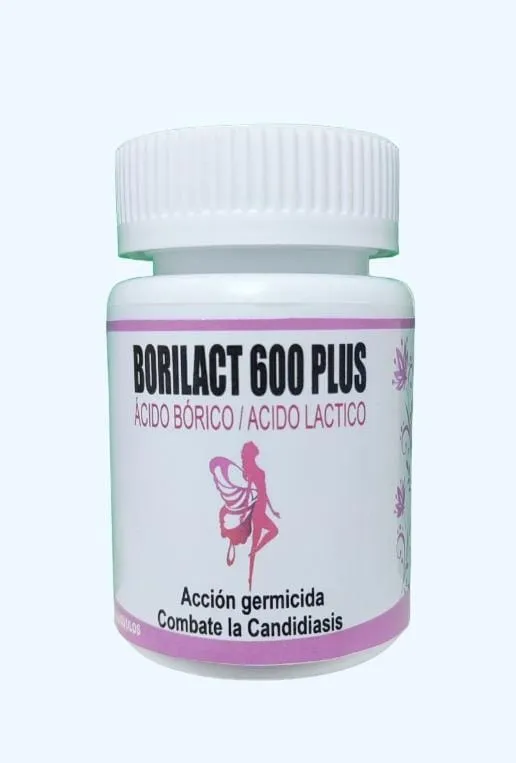 BORILACT 600 PLUS
ÁCIDO BÓRICO / ACIDO LACTICO
Acción germicida
Combate la Candidiasis